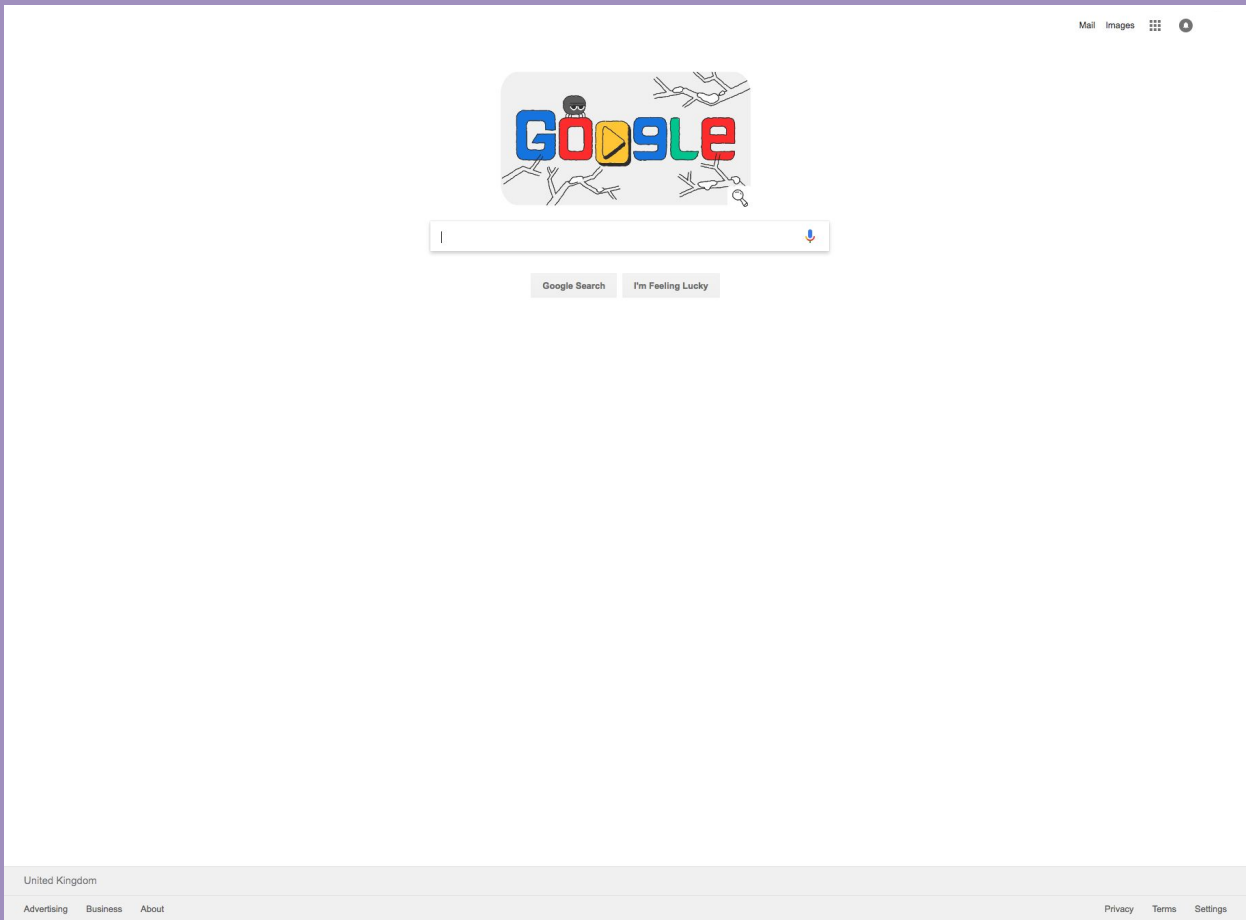 Mail Images
Google
Google Search I'm Feeling Lucky
United Kingdom
Advertising Business About Privacy Terms Settings